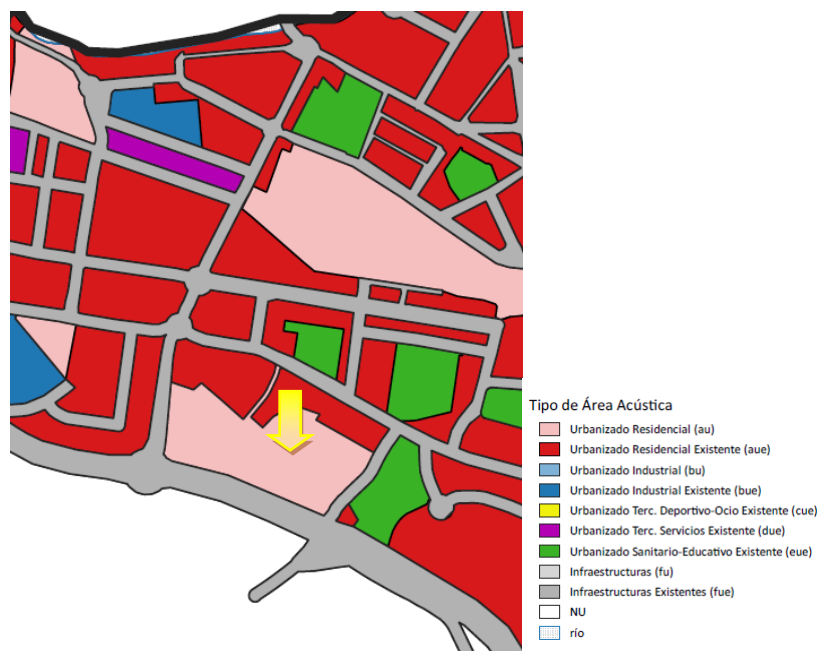 Tipo de Área Acústica
Urbanizado Residencial (au)
Urbanizado Residencial Existente (aue)
Urbanizado Industrial (bu)
Urbanizado Industrial Existente (bue)
Urbanizado Terc. Deportivo-Ocio Existente (cue)
Urbanizado Terc. Servicios Existente (due)
Urbanizado Sanitario-Educativo Existente (eue)
Infraestructuras (fu)
Infraestructuras Existentes (fue)
NU
río